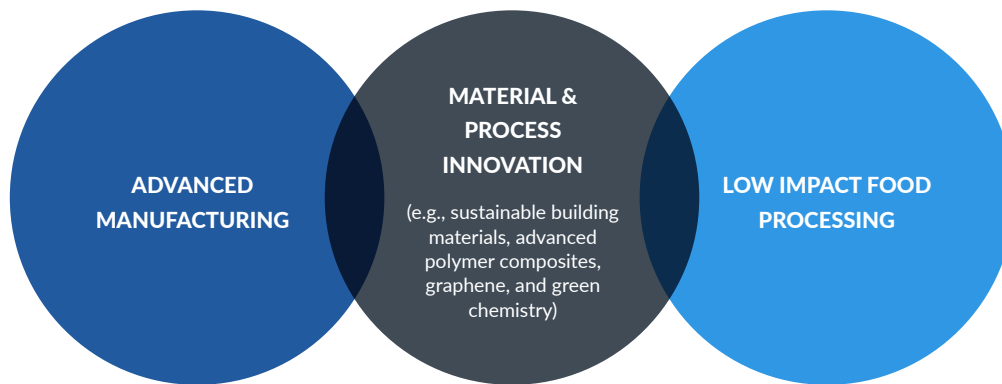 ADVANCED
MANUFACTURING
MATERIAL &
PROCESS
INNOVATION
(e.g., sustainable building
materials, advanced
polymer composites,
graphene, and green
chemistry)
LOW IMPACT FOOD
PROCESSING